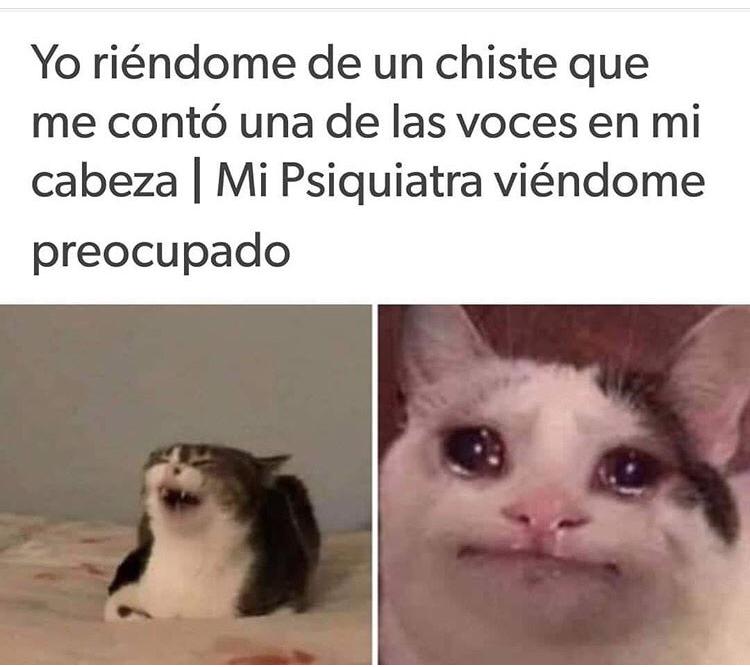 Yo riéndome de un chiste que
me contó una de las voces en mi
cabeza | Mi Psiquiatra viéndome
preocupado